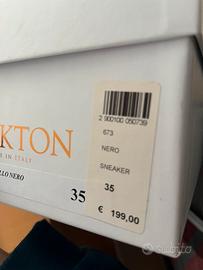 2 900100 050739
673
NERO
SNEAKER
35
€ 199,00
KTON
E IN ITALY
LLO NERO
35
Subito